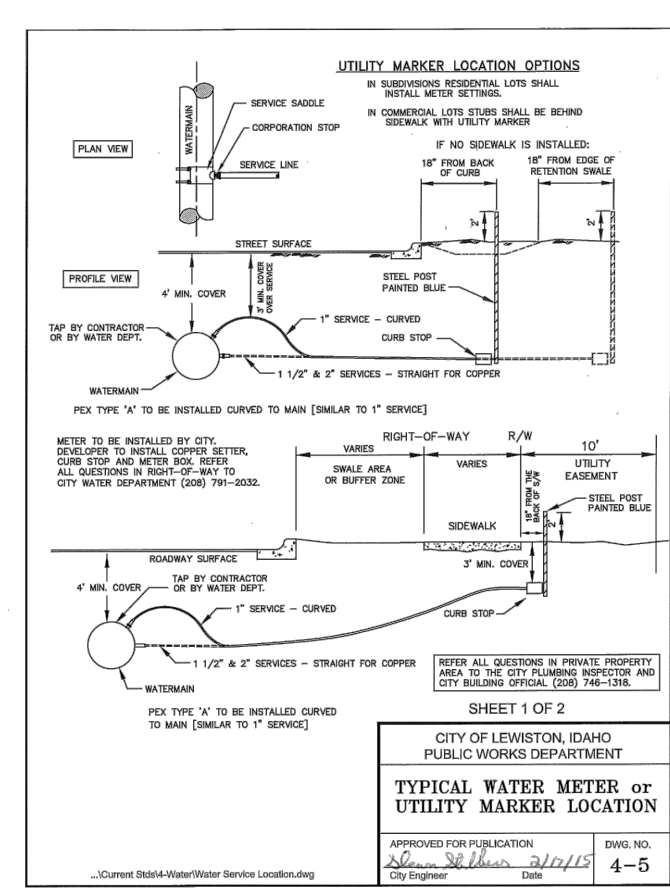 UTILITY MARKER LOCATION OPTIONS
IN SUBDIVISIONS RESIDENTIAL LOTS SHALL
INSTALL METER SETTINGS.
IN COMMERCIAL LOTS STUBS SHALL BE BEHIND
SIDEWALK WITH UTILITY MARKER
PLAN VIEW
WATERMAIN
SERVICE SADDLE
CORPORATION STOP
SERVICE LINE
IF NO SIDEWALK IS INSTALLED:
18" FROM BACK
OF CURB
18" FROM EDGE OF
RETENTION SWALE
2'
2'
STREET SURFACE
PROFILE VIEW
4' MIN. COVER
3' MIN. COVER
OVER SERVICE
STEEL POST
PAINTED BLUE
TAP BY CONTRACTOR
OR BY WATER DEPT.
1" SERVICE - CURVED
CURB STOP
1 1/2" & 2" SERVICES - STRAIGHT FOR COPPER
WATERMAIN
PEX TYPE 'A' TO BE INSTALLED CURVED TO MAIN [SIMILAR TO 1" SERVICE]
METER TO BE INSTALLED BY CITY.
DEVELOPER TO INSTALL COPPER SETTER,
CURB STOP AND METER BOX. REFER
ALL QUESTIONS IN RIGHT-OF-WAY TO
CITY WATER DEPARTMENT (208) 791-2032.
RIGHT-OF-WAY
R/W
VARIES
SWALE AREA
OR BUFFER ZONE
VARIES
SIDEWALK
10'
UTILITY
EASEMENT
18" FROM THE
BACK OF S/W
STEEL POST
PAINTED BLUE
2'
ROADWAY SURFACE
3' MIN. COVER
4' MIN. COVER
TAP BY CONTRACTOR
OR BY WATER DEPT.
1" SERVICE - CURVED
CURB STOP
1 1/2" & 2" SERVICES - STRAIGHT FOR COPPER
WATERMAIN
REFER ALL QUESTIONS IN PRIVATE PROPERTY
AREA TO THE CITY PLUMBING INSPECTOR AND
CITY BUILDING OFFICIAL (208) 746-1318.
PEX TYPE 'A' TO BE INSTALLED CURVED
TO MAIN [SIMILAR TO 1" SERVICE]
SHEET 1 OF 2
CITY OF LEWISTON, IDAHO
PUBLIC WORKS DEPARTMENT
TYPICAL WATER METER or
UTILITY MARKER LOCATION
APPROVED FOR PUBLICATION
2/17/15
City Engineer Date
DWG. NO.
4-5
...\Current Stds\4-Water\Water Service Location.dwg